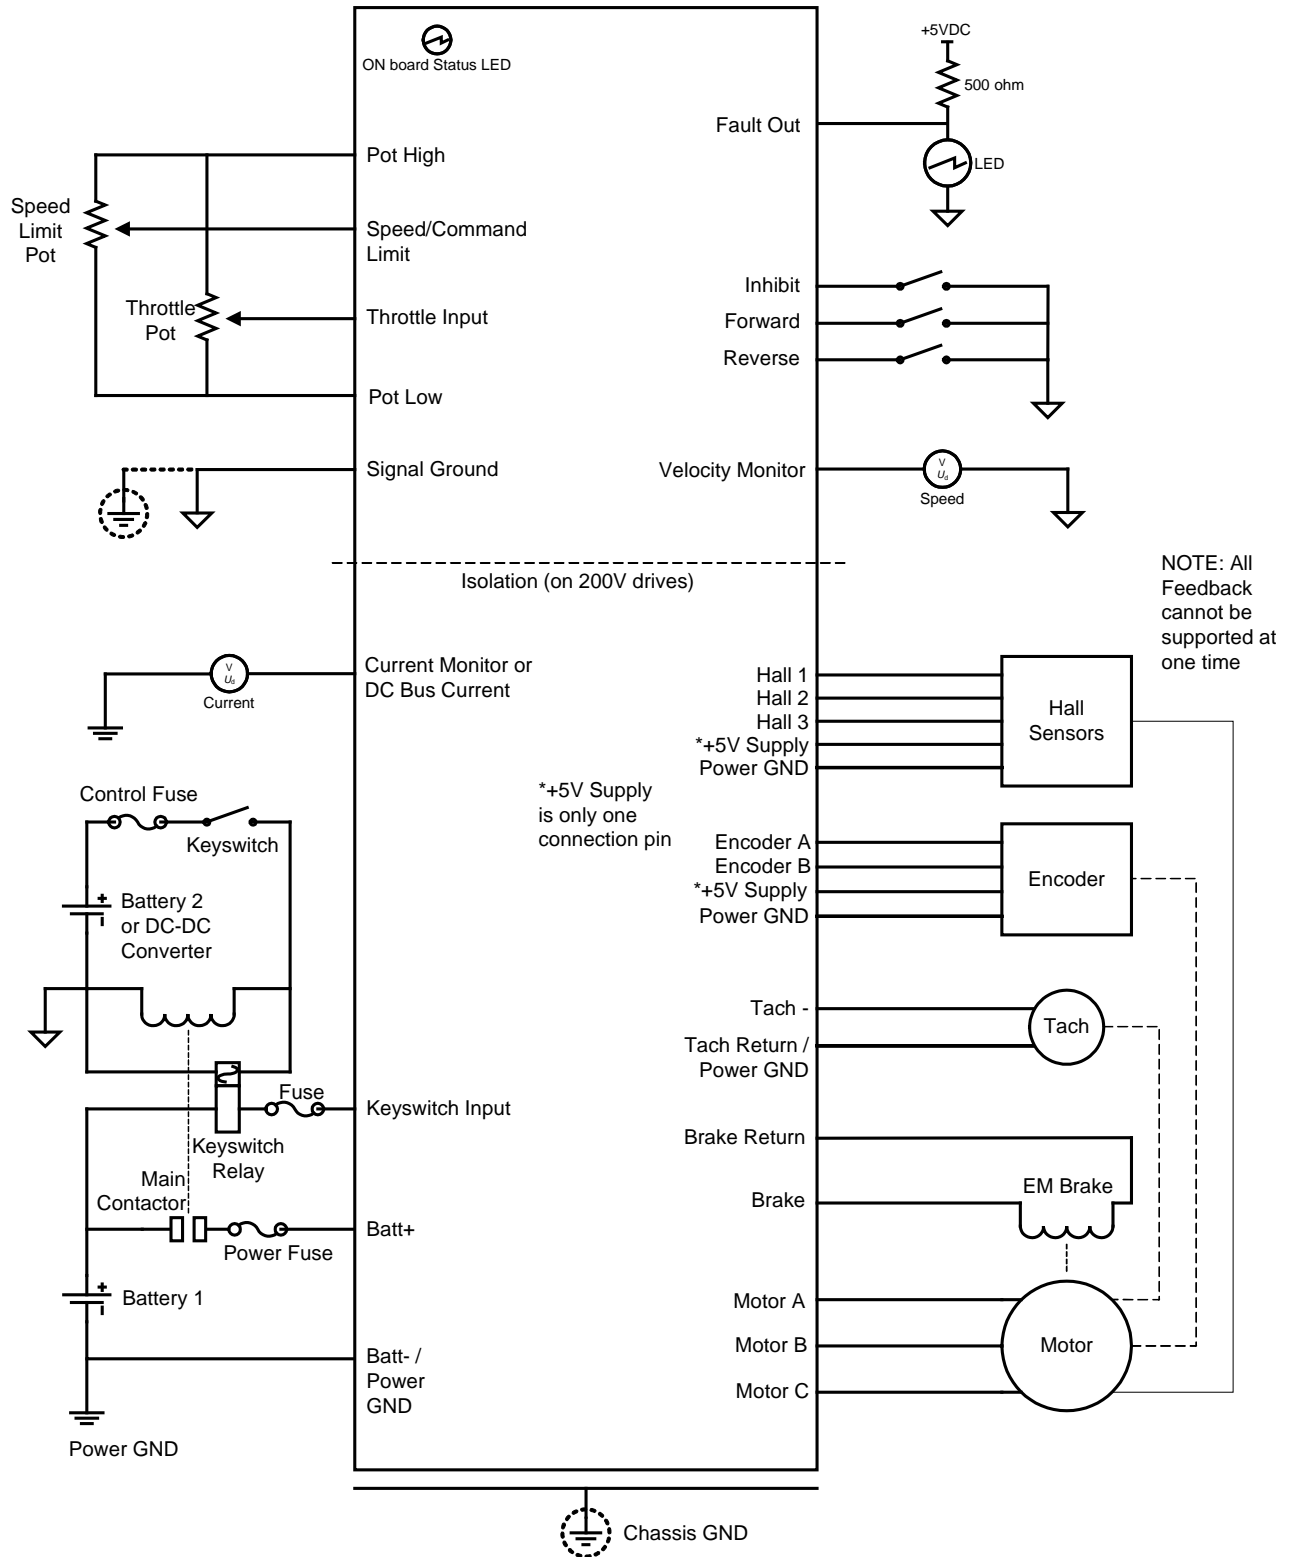 +5VDC
ON board Status LED
500 ohm
Fault Out
LED
Pot High
Speed
Limit
Pot
Speed/Command
Limit
Throttle
Pot
Throttle Input
Pot Low
Inhibit
Forward
Reverse
Signal Ground
Velocity Monitor
V
Ud
Speed
Isolation (on 200V drives)
NOTE: All
Feedback
cannot be
supported at
one time
Current Monitor or
DC Bus Current
V
Ud
Current
Hall 1
Hall 2
Hall 3
*+5V Supply
Power GND
Hall
Sensors
*+5V Supply
is only one
connection pin
Control Fuse
Keyswitch
Encoder A
Encoder B
*+5V Supply
Power GND
Encoder
+
Battery 2
or DC-DC
Converter
Tach -
Tach Return /
Power GND
Tach
Fuse
Keyswitch Input
Keyswitch
Relay
Brake Return
Brake
EM Brake
Main
Contactor
Batt+
Power Fuse
+
Battery 1
Motor A
Motor B
Motor C
Motor
Batt- /
Power
GND
Power GND
Chassis GND